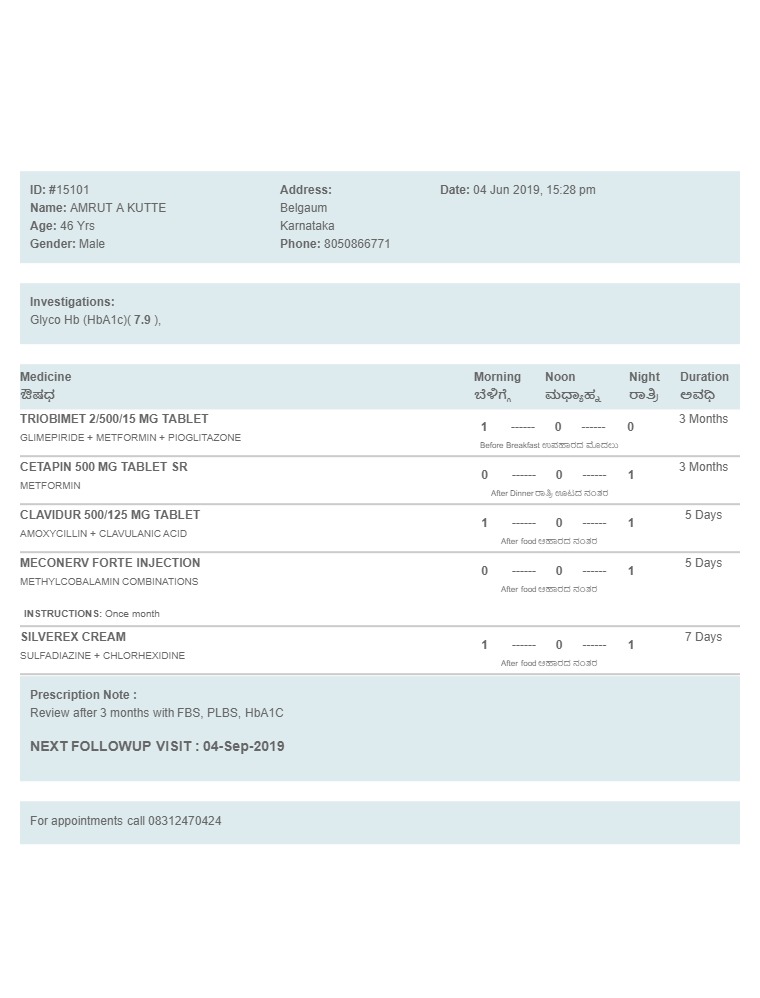 ID: #15101
Name: AMRUT A KUTTE
Age: 46 Yrs
Gender: Male
Address:
Belgaum
Karnataka
Phone: 8050866771
Date: 04 Jun 2019, 15:28 pm
Investigations:
Glyco Hb (HbA1c)( 7.9 ),
Medicine Morning Noon Night Duration
ಔಷಧ ಬೆಳಿಗ್ಗೆ ಮಧ್ಯಾಹ್ನ ರಾತ್ರಿ ಅವಧಿ
TRIOBIMET 2/500/15 MG TABLET 3 Months
1 ------ 0 ------ 0
GLIMEPIRIDE + METFORMIN + PIOGLITAZONE
Before Breakfast ಉಪಹಾರದ ಮೊದಲು
CETAPIN 500 MG TABLET SR 3 Months
0 ------ 0 ------ 1
METFORMIN
After Dinner ರಾತ್ರಿ ಊಟದ ನಂತರ
CLAVIDUR 500/125 MG TABLET 5 Days
1 ------ 0 ------ 1
AMOXYCILLIN + CLAVULANIC ACID
After food ಆಹಾರದ ನಂತರ
MECONERV FORTE INJECTION 5 Days
0 ------ 0 ------ 1
METHYLCOBALAMIN COMBINATIONS
After food ಆಹಾರದ ನಂತರ
INSTRUCTIONS: Once month
SILVEREX CREAM 7 Days
1 ------ 0 ------ 1
SULFADIAZINE + CHLORHEXIDINE
After food ಆಹಾರದ ನಂತರ
Prescription Note :
Review after 3 months with FBS, PLBS, HbA1C
NEXT FOLLOWUP VISIT : 04-Sep-2019
For appointments call 08312470424